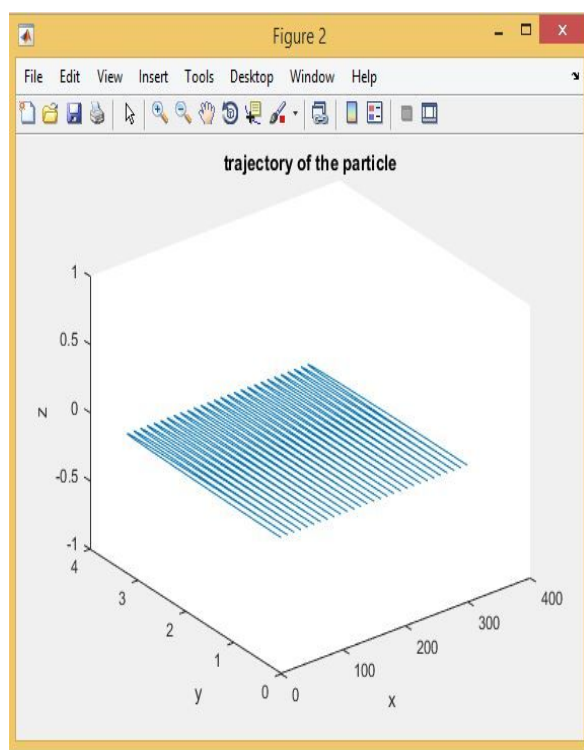 Figure 2
File Edit View Insert Tools Desktop Window Help
trajectory of the particle
1
0.5
0
-0.5
-1
z
4
3
2
1
0
y
0
100
200
300
400
x